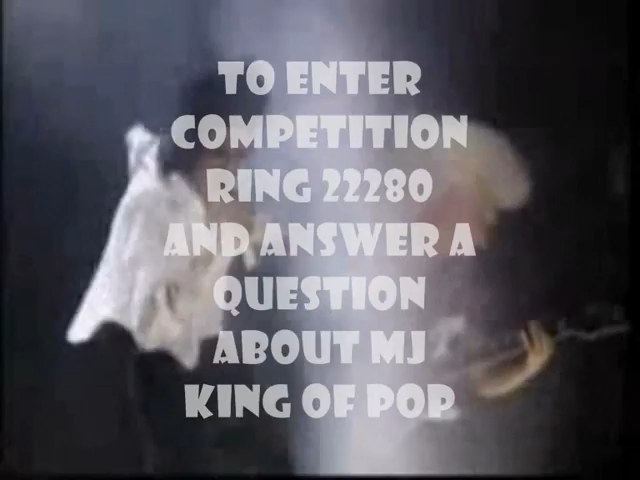 TO ENTER
COMPETITION
RING 22280
AND ANSWER A
QUESTION
ABOUT MJ
KING OF POP